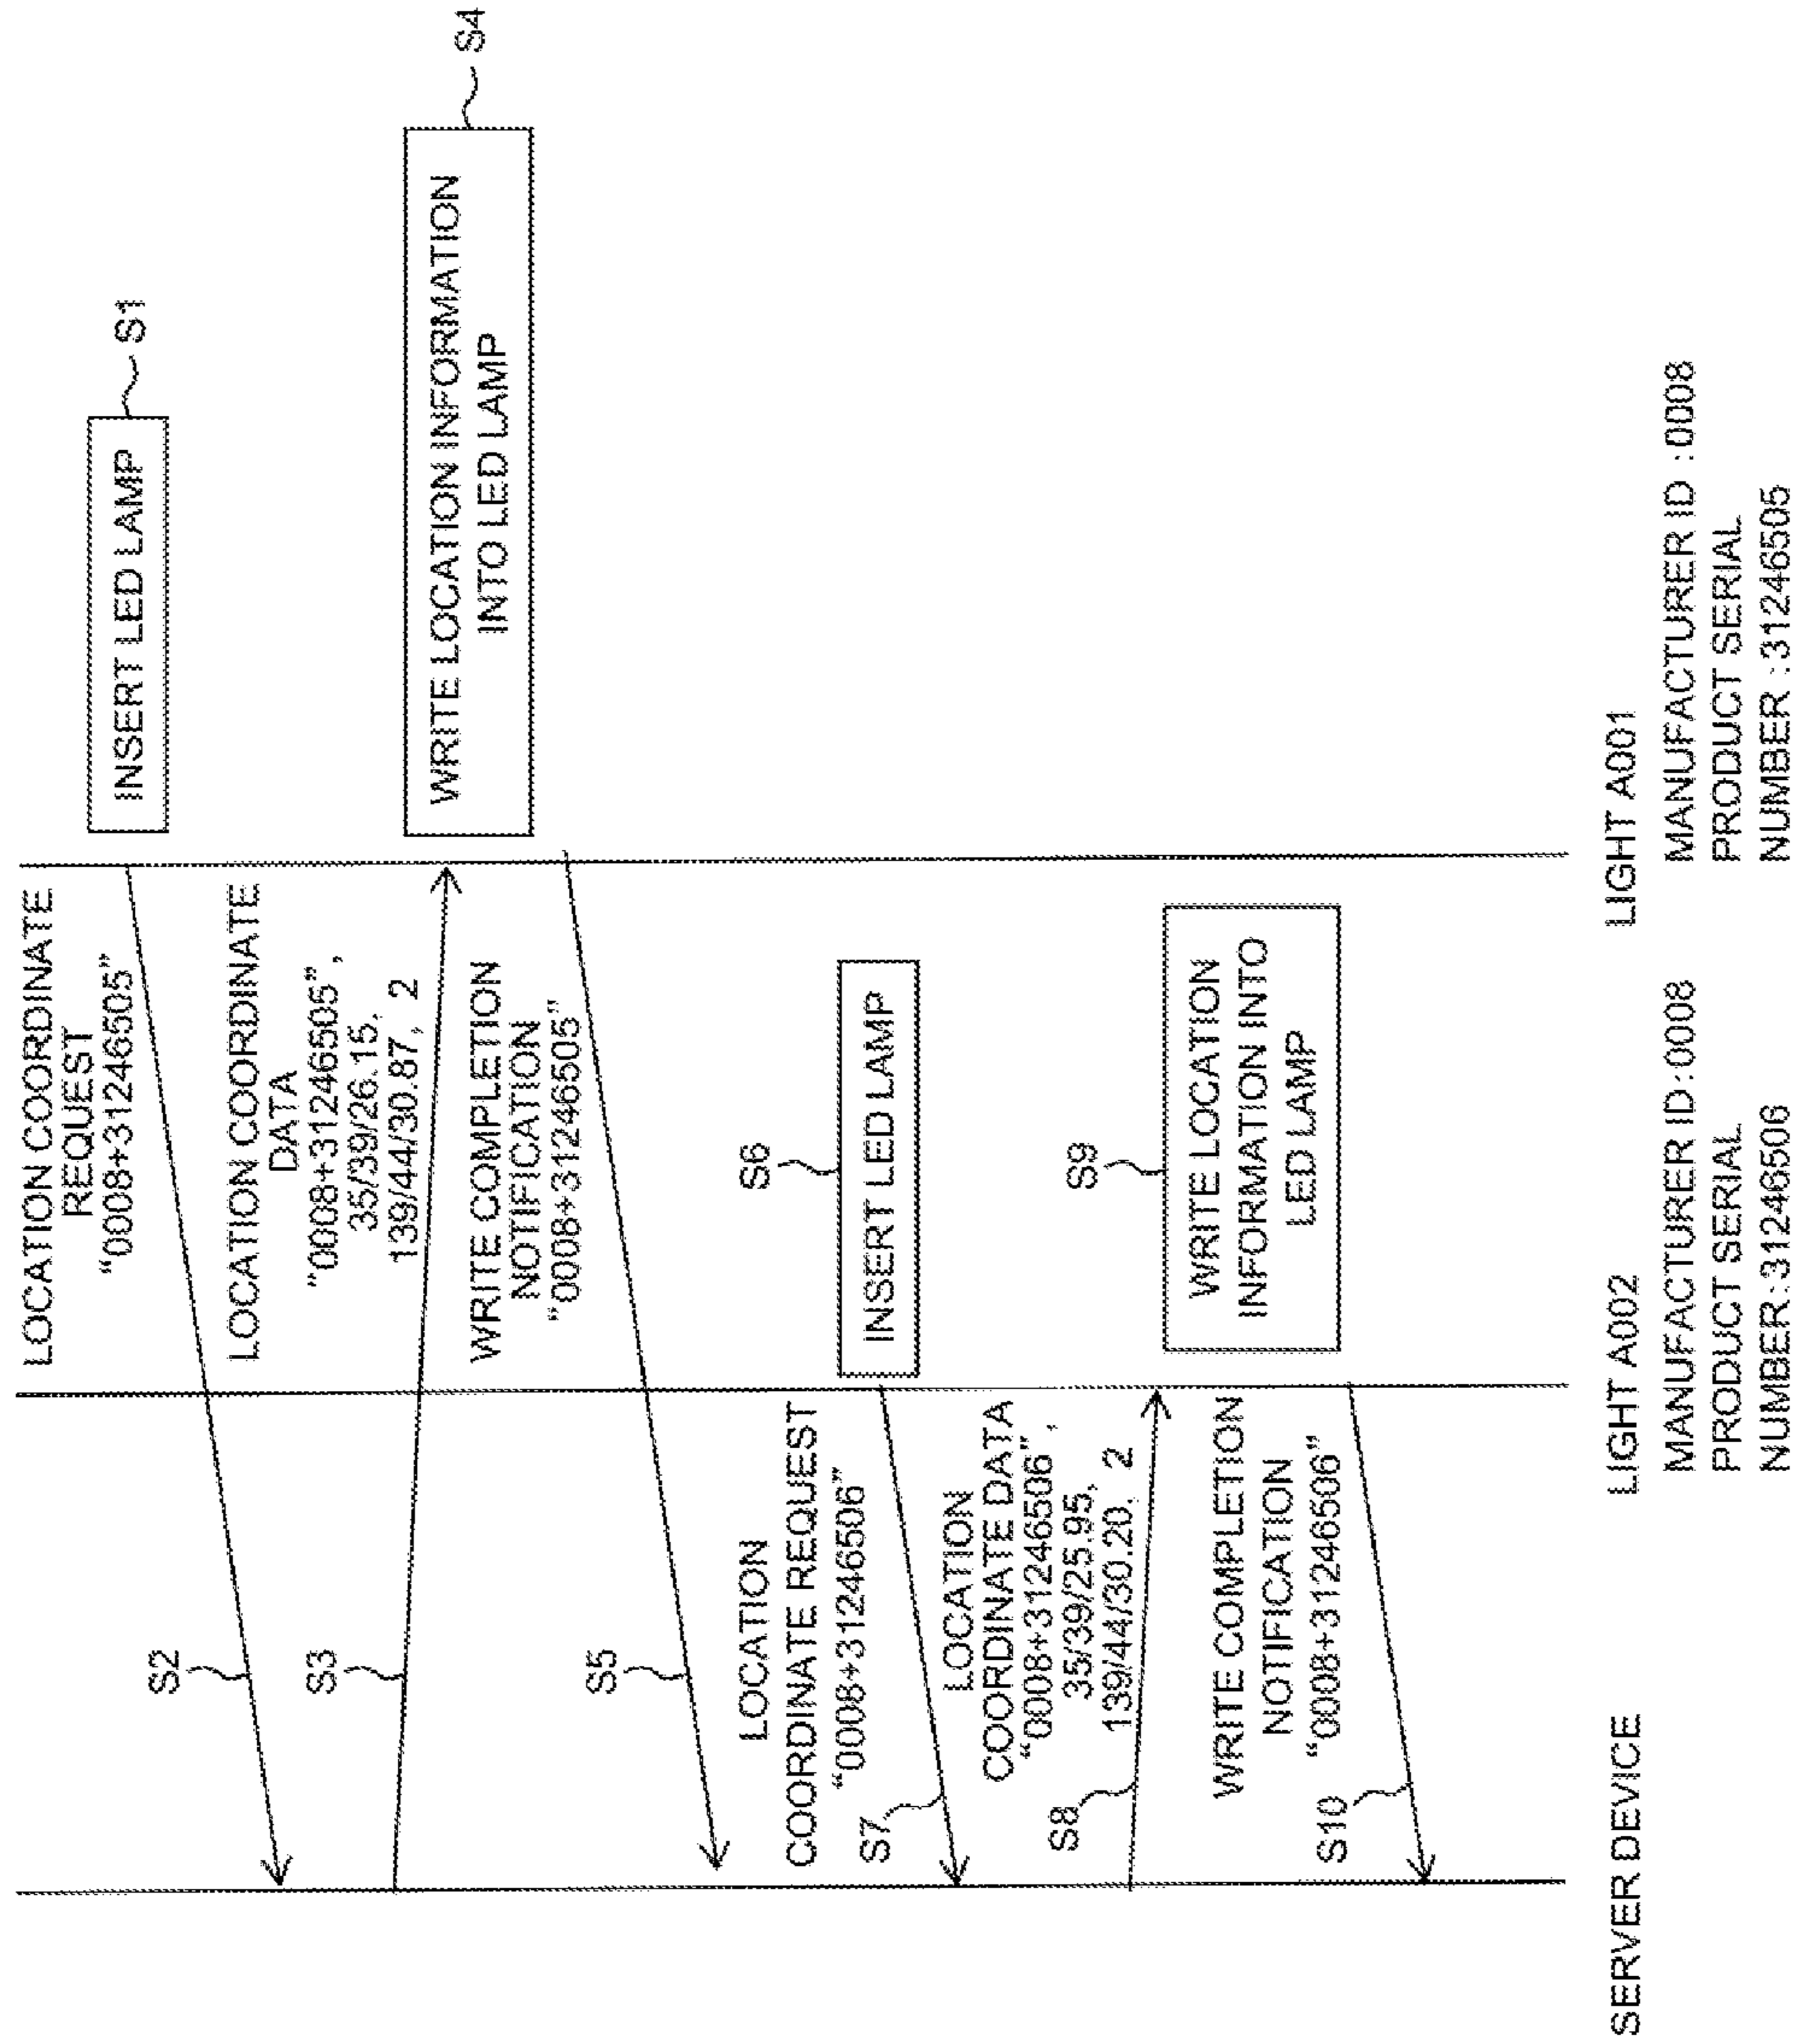 LOCATION COORDINATE
REQUEST
“0008+31246505”
INSERT LED LAMP
S1
S2
LOCATION COORDINATE
DATA
“0008+31246505”,
35/39/26.15,
139/44/30.87, 2
S3
WRITE LOCATION INFORMATION
INTO LED LAMP
S4
WRITE COMPLETION
NOTIFICATION
“0008+31246505”
S5
S6
INSERT LED LAMP
LOCATION
COORDINATE REQUEST
“0008+31246506”
S7
LOCATION
COORDINATE DATA
“0008+31246506”,
35/39/25.95,
139/44/30.20, 2
S8
S9
WRITE LOCATION
INFORMATION INTO
LED LAMP
WRITE COMPLETION
NOTIFICATION
“0008+31246506”
S10
SERVER DEVICE
LIGHT A002
MANUFACTURER ID:0008
PRODUCT SERIAL
NUMBER:31246506
LIGHT A001
MANUFACTURER ID :0008
PRODUCT SERIAL
NUMBER :31246505